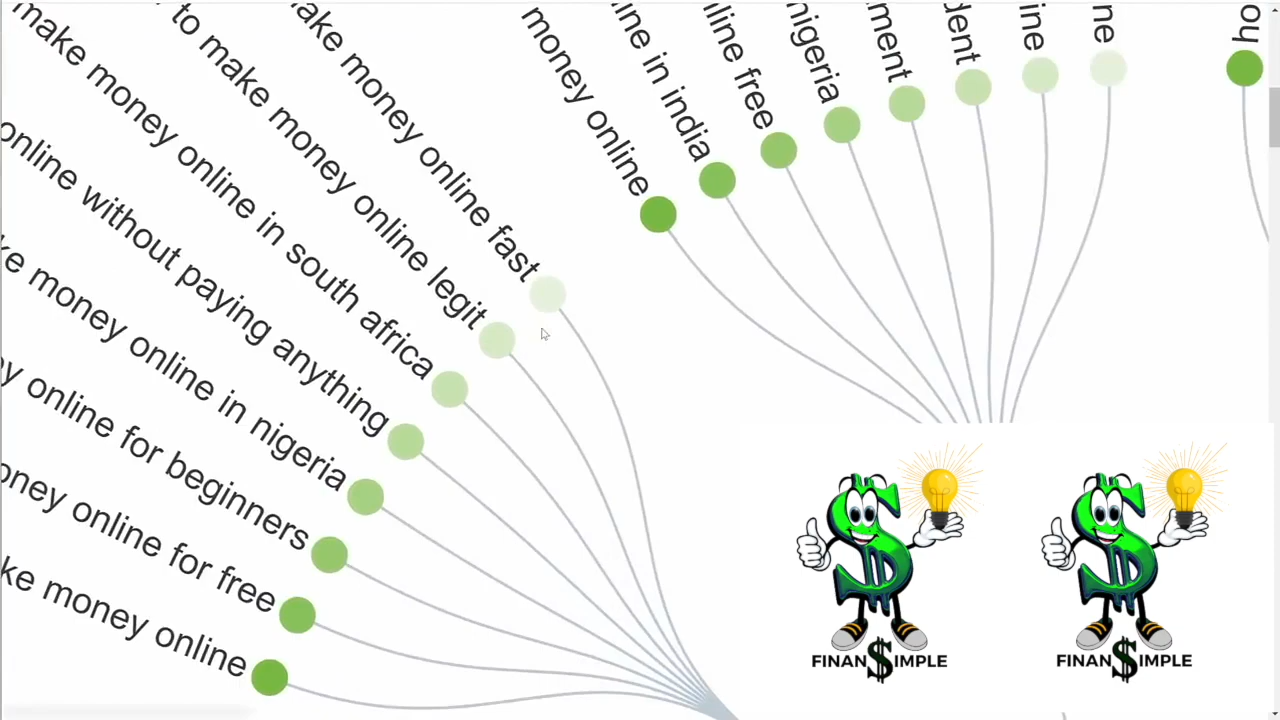 make money online fast
to make money online legit
make money online in south africa
online without paying anything
ke money online in nigeria
online for beginners
oney online for free
ke money online
money online
ine in india
line free
nigeria
ment
dent
ine
ne
ho
FINAN$IMPLE
FINAN$IMPLE